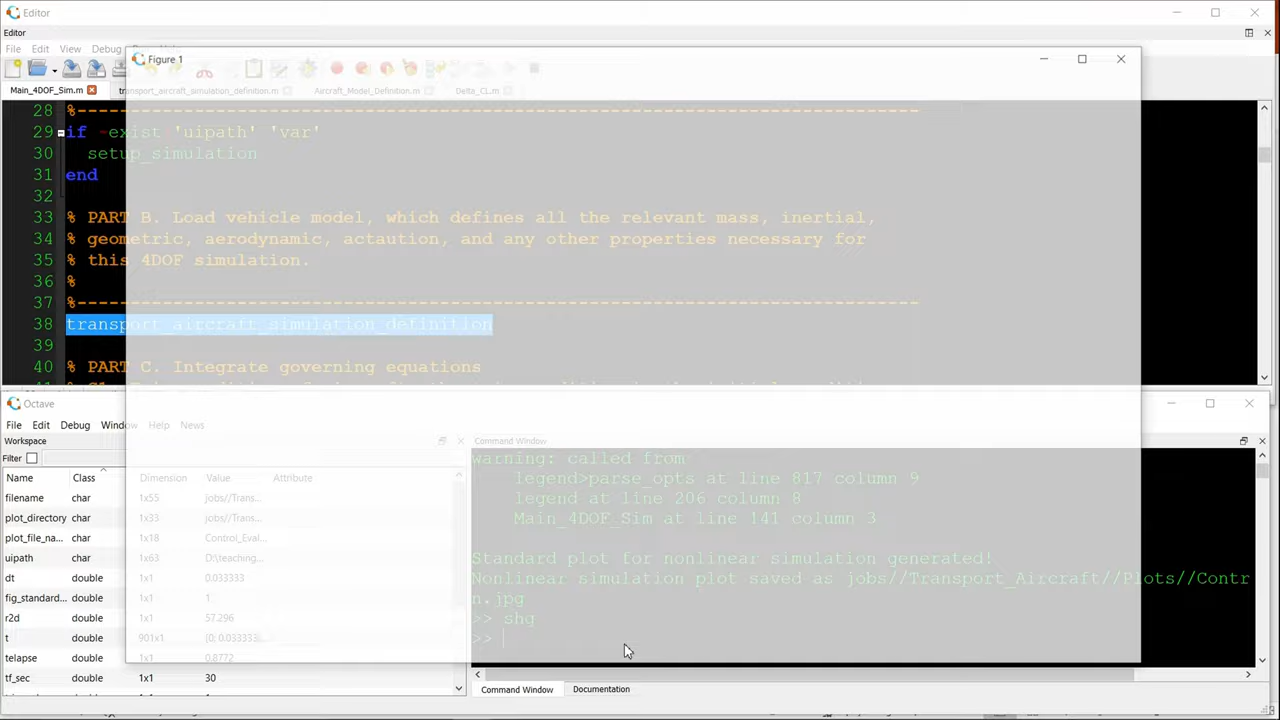 Editor
Editor
File Edit View Debug
Figure 1
Main_4DOF_Sim.m transport_aircraft_simulation_definition.m Aircraft_Model_Definition.m Delta_CL.m
28 %-------------------------------------------------------------------------------
29 if ~exist 'uipath' 'var'
30 setup_simulation
31 end
32
33 % PART B. Load vehicle model, which defines all the relevant mass, inertial,
34 % geometric, aerodynamic, actaution, and any other properties necessary for
35 % this 4DOF simulation.
36 %
37 %-------------------------------------------------------------------------------
38 transport_aircraft_simulation_definition
39
40 % PART C. Integrate governing equations
Octave
File Edit Debug Window Help News
Workspace
Filter
Name Class Dimension Value Attribute
filename char 1x55 jobs//Trans...
plot_directory char 1x33 jobs//Trans...
plot_file_na... char 1x18 Control_Eval...
uipath char 1x63 D:\teaching...
dt double 1x1 0.033333
fig_standard... double 1x1 1
r2d double 1x1 57.296
t double 901x1 [0; 0.033333;...
telapse double 1x1 0.8772
tf_sec double 1x1 30
Command Window
warning: called from
legend>parse_opts at line 817 column 9
legend at line 206 column 8
Main_4DOF_Sim at line 141 column 3
Standard plot for nonlinear simulation generated!
Nonlinear simulation plot saved as jobs//Transport_Aircraft//Plots//Contr
n.jpg
>> shg
>>
Command Window Documentation